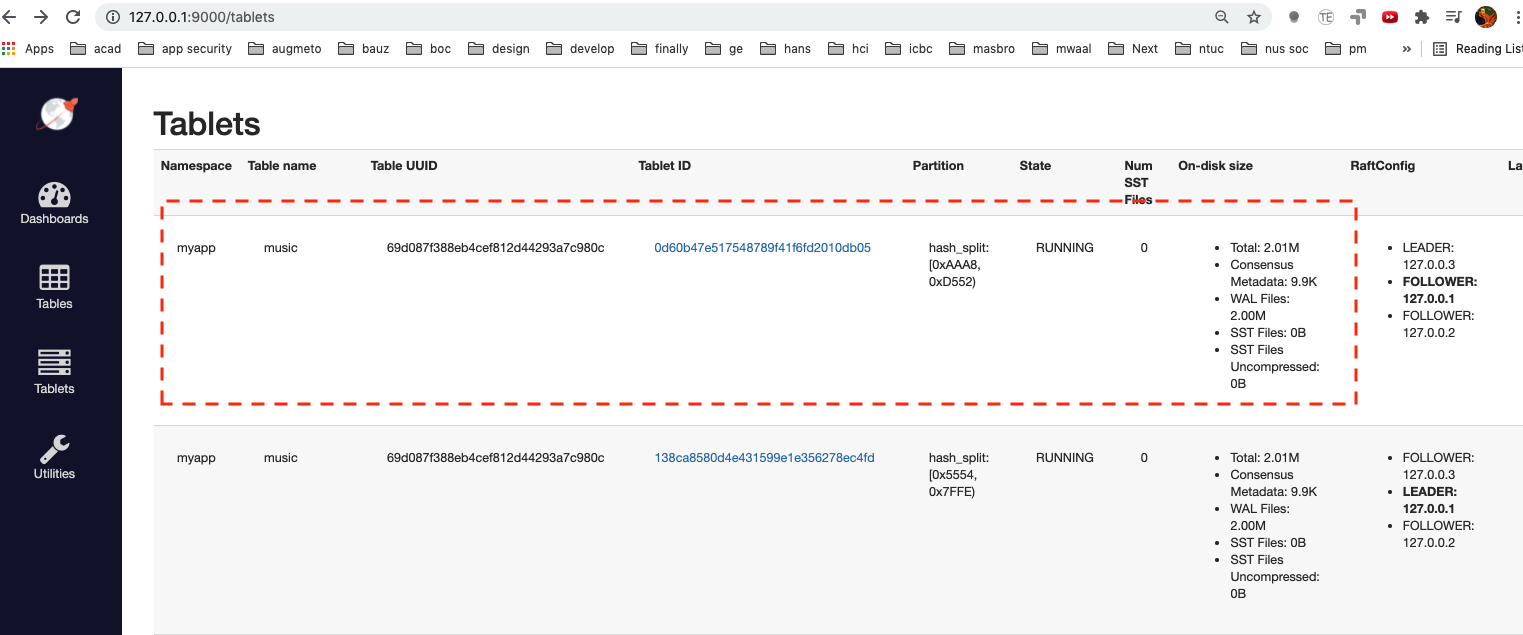 127.0.0.1:9000/tablets
TE
Apps acad app security augmeto bauz boc design develop finally ge hans hci icbc masbro mwaal Next ntuc nus soc pm » Reading List
Tablets
Namespace Table name Table UUID Tablet ID Partition State Num SST Files On-disk size RaftConfig La
myapp music 69d087f388eb4cef812d44293a7c980c 0d60b47e517548789f41f6fd2010db05 hash_split: [0xAAA8, 0xD552) RUNNING 0
• Total: 2.01M
• Consensus
Metadata: 9.9K
• WAL Files:
2.00M
• SST Files: 0B
• SST Files
Uncompressed:
0B
• LEADER:
127.0.0.3
• FOLLOWER:
127.0.0.1
• FOLLOWER:
127.0.0.2
myapp music 69d087f388eb4cef812d44293a7c980c 138ca8580d4e431599e1e356278ec4fd hash_split: [0x5554, 0x7FFE) RUNNING 0
• Total: 2.01M
• Consensus
Metadata: 9.9K
• WAL Files:
2.00M
• SST Files: 0B
• SST Files
Uncompressed:
0B
• FOLLOWER:
127.0.0.3
• LEADER:
127.0.0.1
• FOLLOWER:
127.0.0.2
Dashboards
Tables
Tablets
Utilities